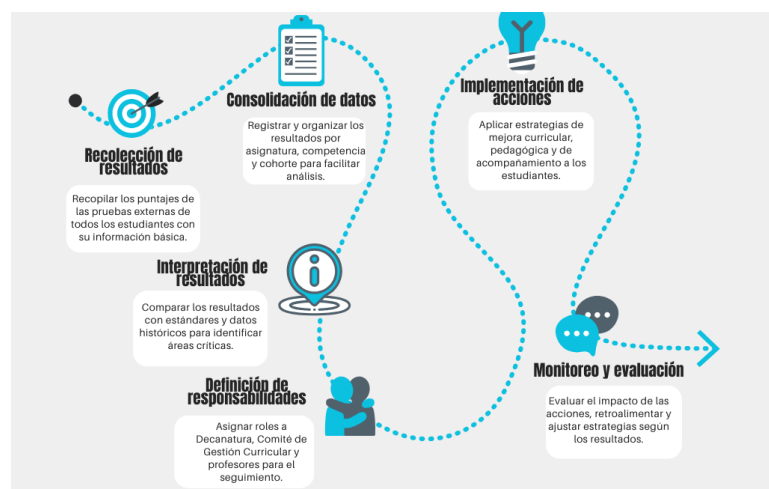 Recolección de
resultados
Recopilar los puntajes de
las pruebas externas de
todos los estudiantes con
su información básica.
Consolidación de datos
Registrar y organizar los
resultados por
asignatura, competencia
y cohorte para facilitar
análisis.
Interpretación de
resultados
Comparar los resultados
con estándares y datos
históricos para identificar
áreas críticas.
Definición de
responsabilidades
Asignar roles a
Decanatura, Comité de
Gestión Curricular y
profesores para el
seguimiento.
Implementación de
acciones
Aplicar estrategias de
mejora curricular,
pedagógica y de
acompañamiento a los
estudiantes.
Monitoreo y evaluación
Evaluar el impacto de las
acciones, retroalimentar y
ajustar estrategias según
los resultados.